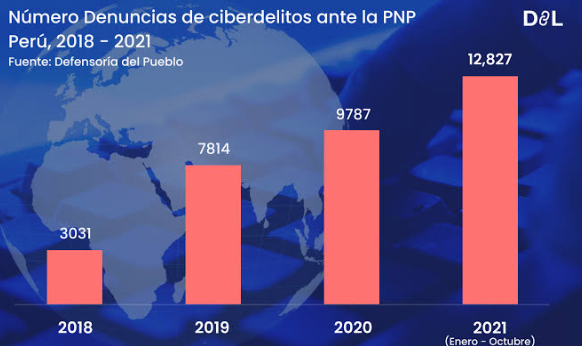 Número Denuncias de ciberdelitos ante la PNP
Perú, 2018 - 2021
Fuente: Defensoría del Pueblo
D&L
12,827
9787
7814
3031
2018
2019
2020
2021
(Enero - Octubre)